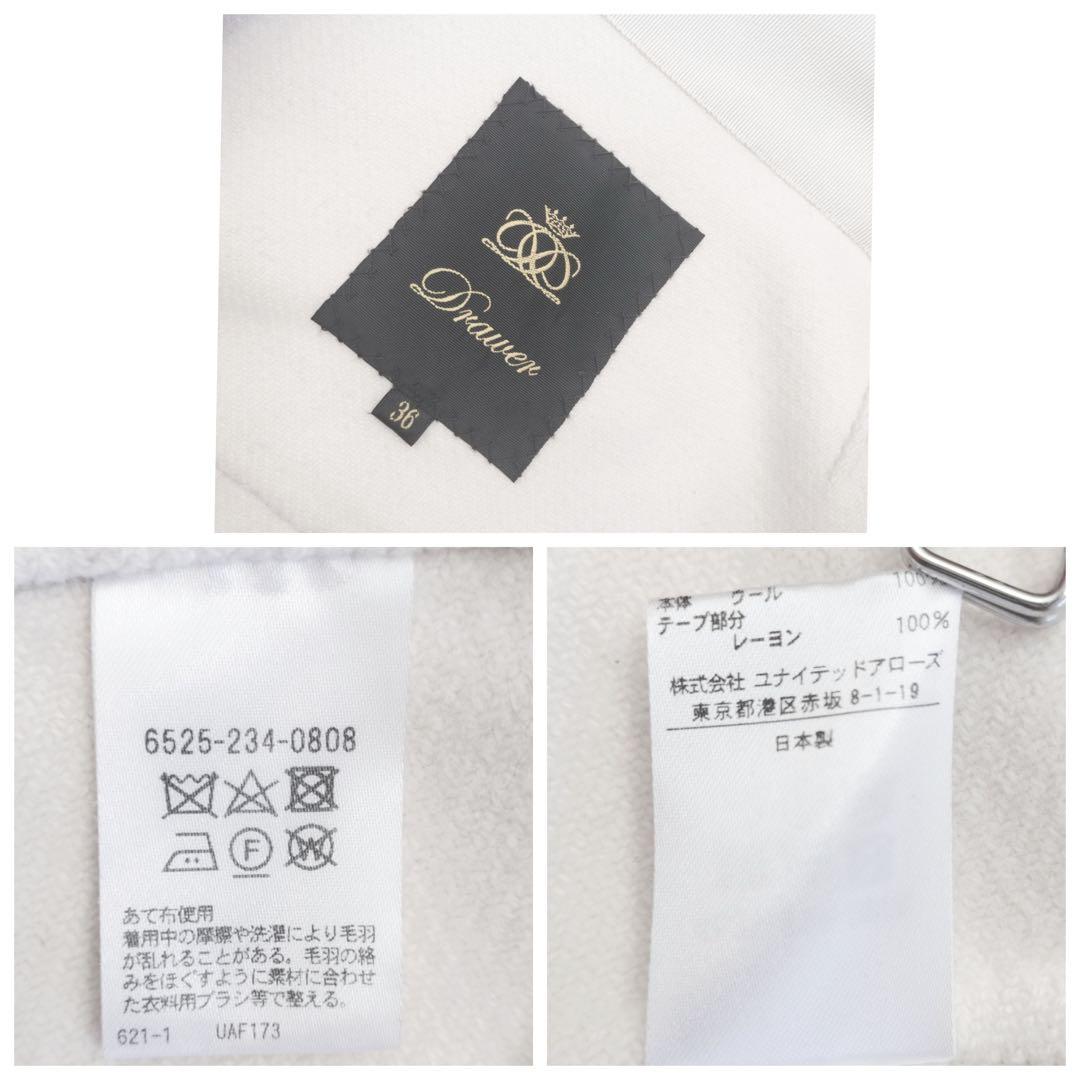 Drawer
36
6525-234-0808
F
W
あて布使用
着用中の摩擦や洗濯により毛羽
が乱れることがある。毛羽の絡
みをほぐすように素材に合わせ
た衣料用ブラシ等で整える。
621-1 UAF173
本体 ウール 100%
テープ部分
レーヨン 100%
株式会社 ユナイテッドアローズ
東京都港区赤坂 8-1-19
日本製